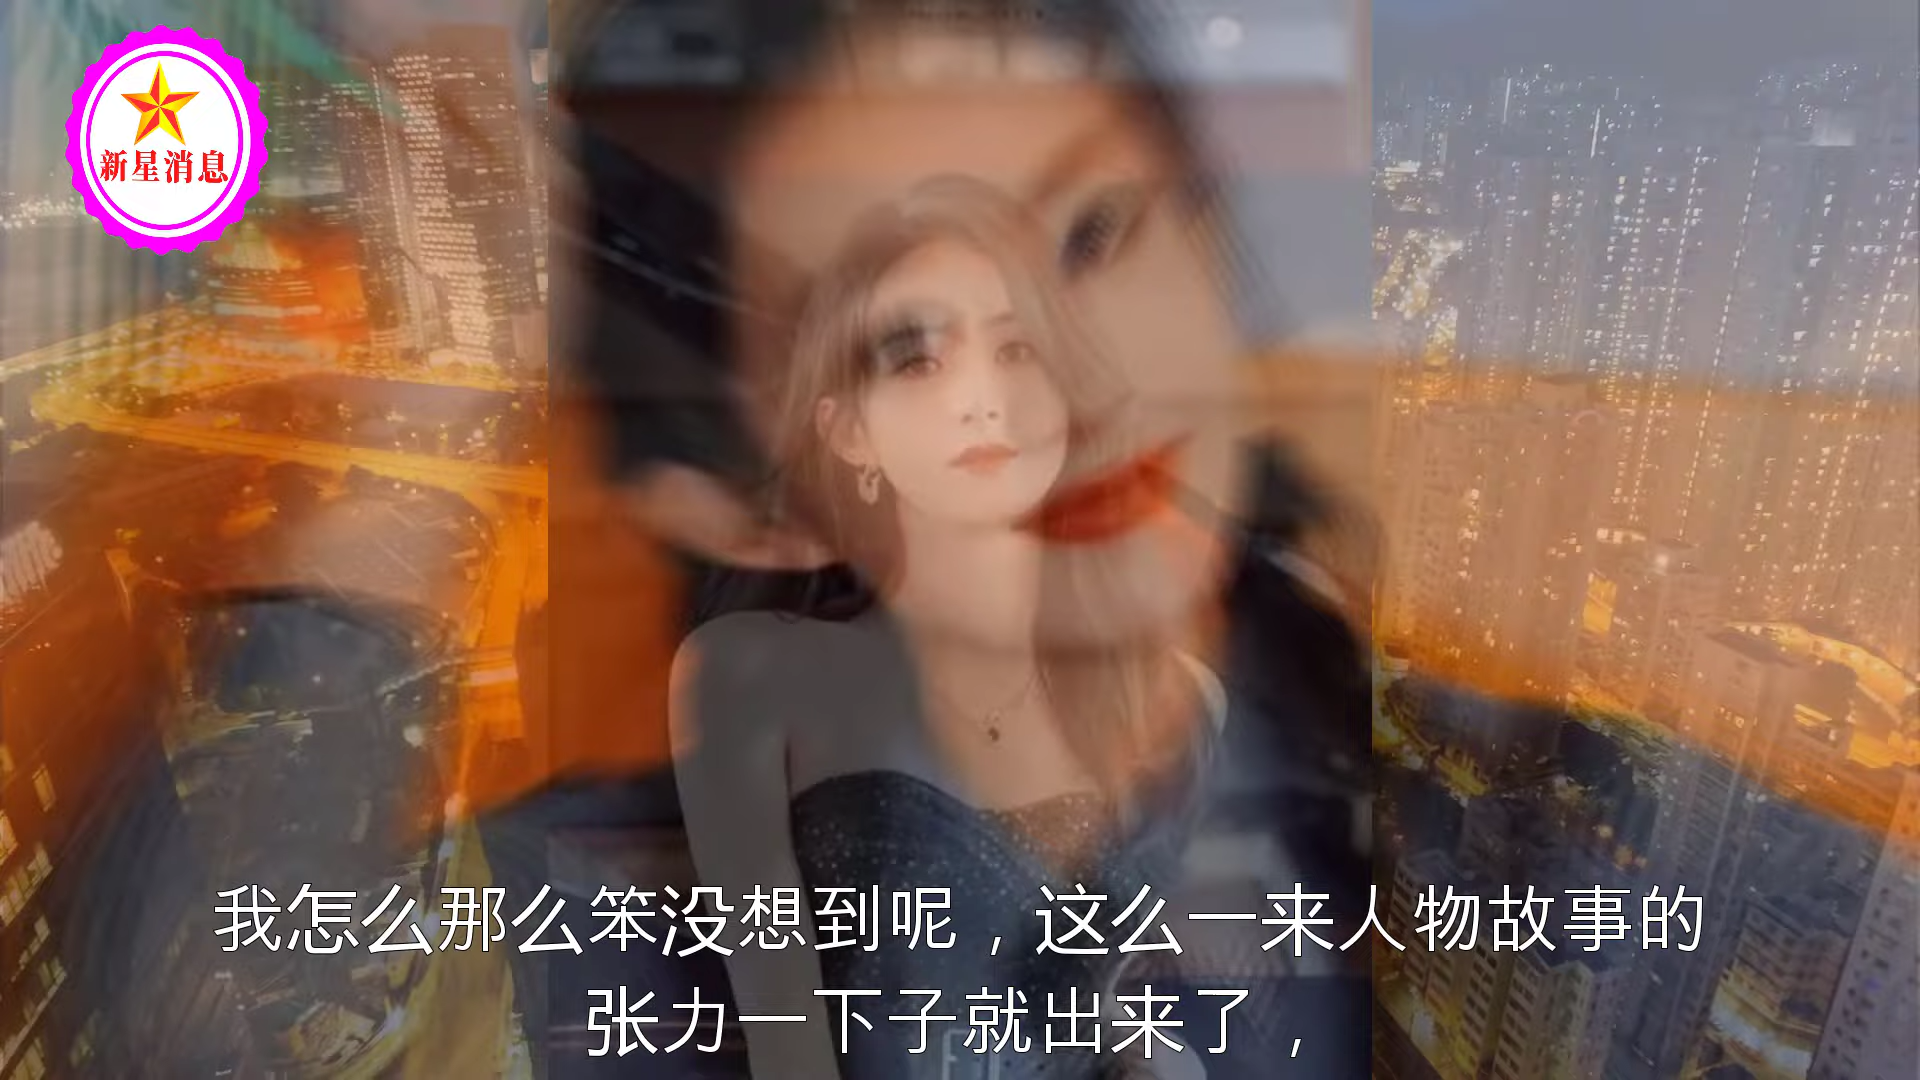 新星消息
我怎么那么笨没想到呢，这么一来人物故事的
张力一下子就出来了，